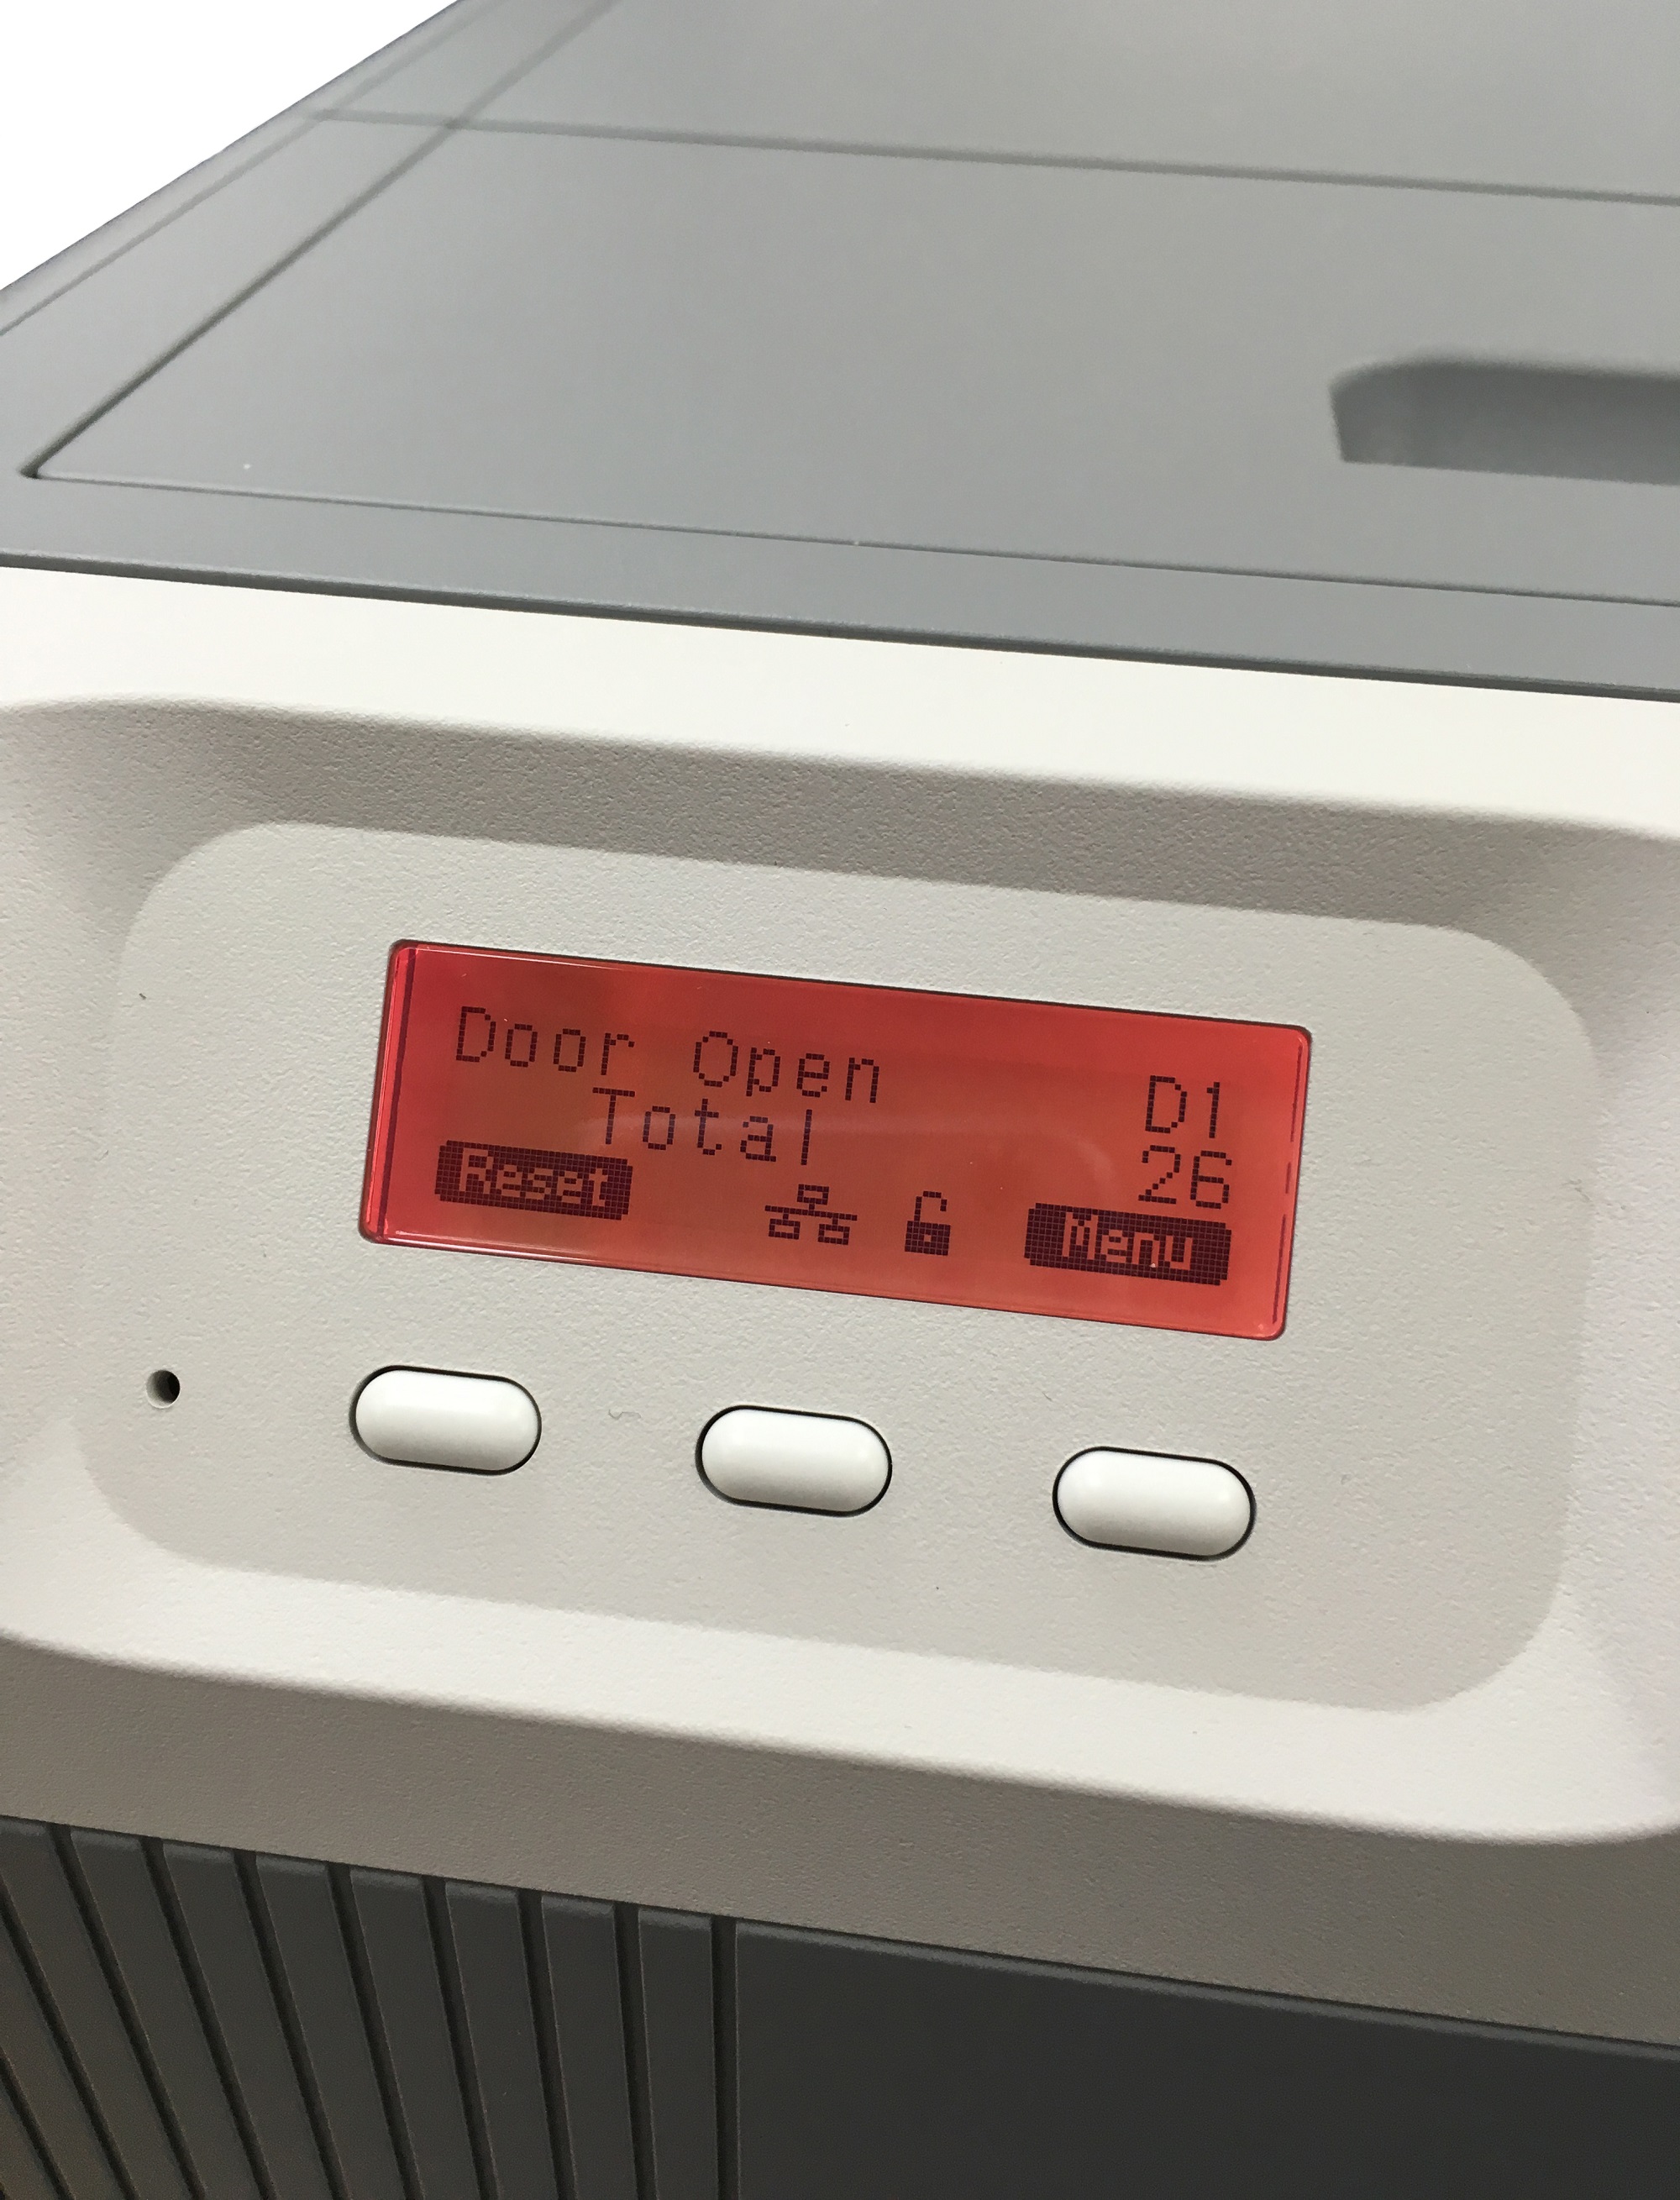 Door Open D1
Total 26
Reset Menu